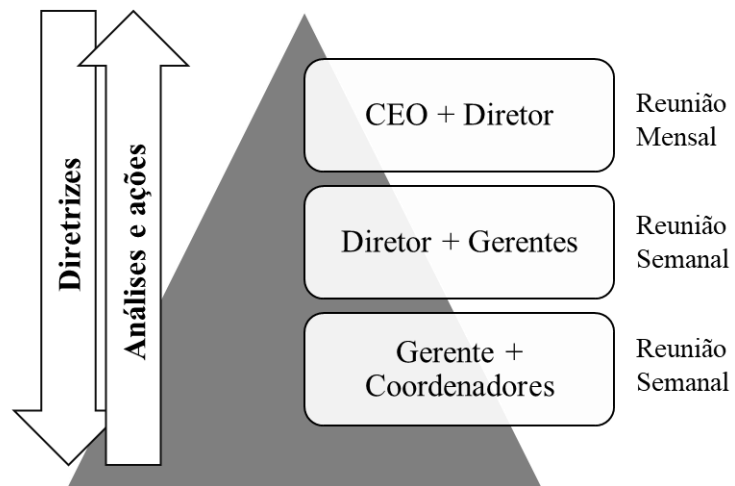 Diretrizes
Análises e ações
CEO + Diretor
Reunião
Mensal
Diretor + Gerentes
Reunião
Semanal
Gerente +
Coordenadores
Reunião
Semanal